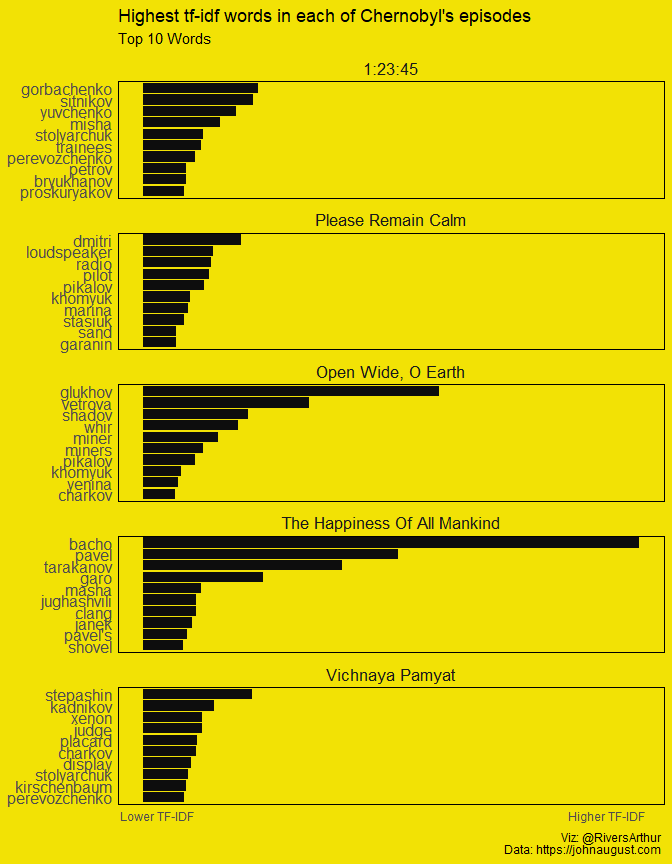 Highest tf-idf words in each of Chernobyl's episodes
Top 10 Words
1:23:45
gorbachenko
sitnikov
yuvchenko
misha
stolyarchuk
trainees
perevozchenko
petrov
bryukhanov
proskuryakov
Please Remain Calm
dmitri
loudspeaker
radio
pilot
pikalov
khomyuk
marina
stasiuk
sand
garanin
Open Wide, O Earth
glukhov
vetrova
shadov
whir
miner
miners
pikalov
khomyuk
yenina
charkov
The Happiness Of All Mankind
bacho
pavel
tarakanov
garo
masha
jughashvili
clang
janek
pavel's
shovel
Vichnaya Pamyat
stepashin
kadnikov
xenon
judge
placard
charkov
display
stolyarchuk
kirschenbaum
perevozchenko
Lower TF-IDF Higher TF-IDF
Viz: @RiversArthur
Data: https://johnaugust.com